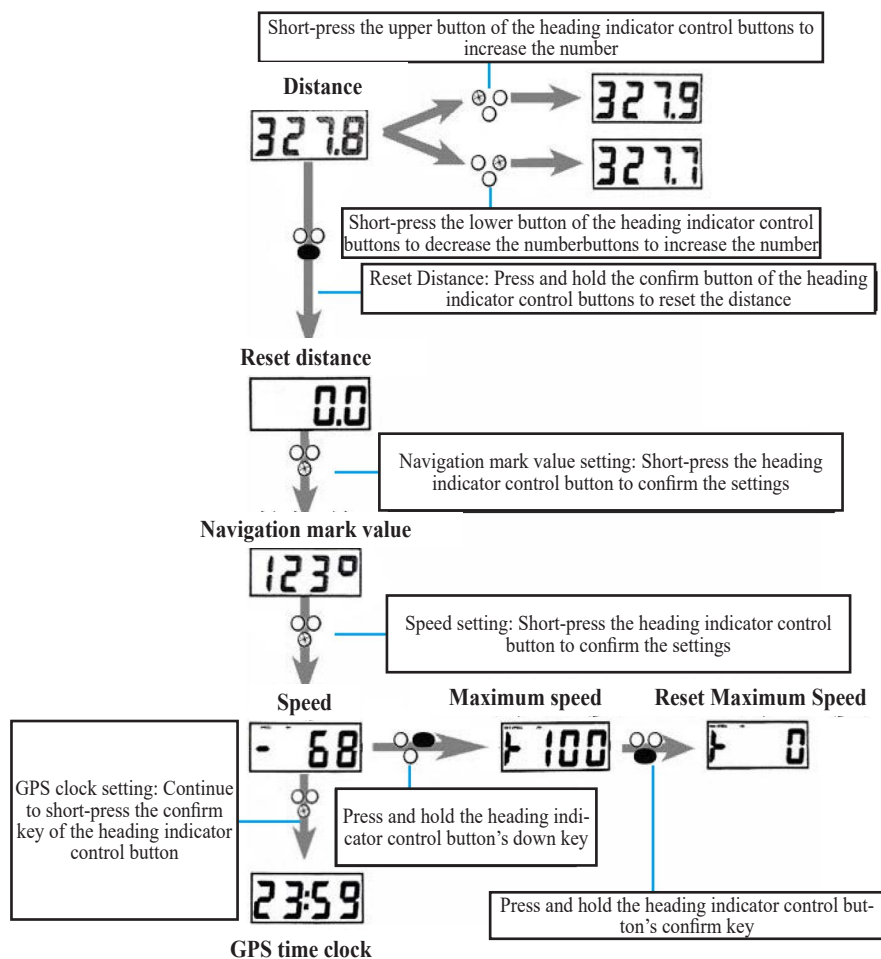 Short-press the upper button of the heading indicator control buttons to
increase the number
Distance
327.8
327.9
327.7
Short-press the lower button of the heading indicator control
buttons to decrease the numberbuttons to increase the number
Reset Distance: Press and hold the confirm button of the heading
indicator control buttons to reset the distance
Reset distance
0.0
Navigation mark value setting: Short-press the heading
indicator control button to confirm the settings
Navigation mark value
123°
Speed setting: Short-press the heading indicator control
button to confirm the settings
Speed
Maximum speed
Reset Maximum Speed
- 68
100
0
GPS clock setting: Continue
to short-press the confirm
key of the heading indicator
control button
Press and hold the heading indi-
cator control button's down key
23:59
Press and hold the heading indicator control but-
ton's confirm key
GPS time clock